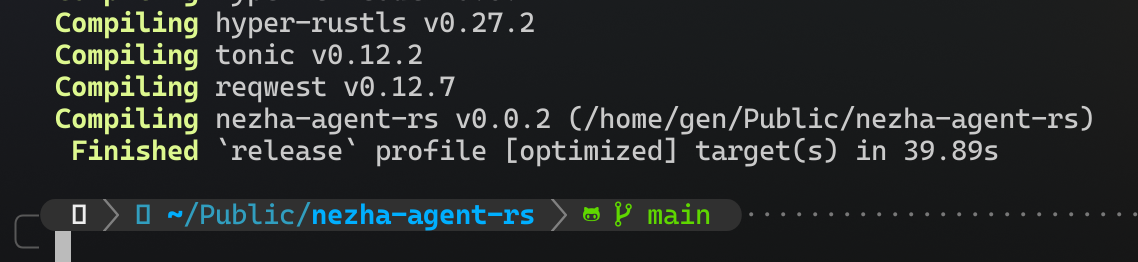 Compiling hyper-rustls v0.27.2
Compiling tonic v0.12.2
Compiling reqwest v0.12.7
Compiling nezha-agent-rs v0.0.2 (/home/gen/Public/nezha-agent-rs)
Finished `release` profile [optimized] target(s) in 39.89s
~/Public/nezha-agent-rs main